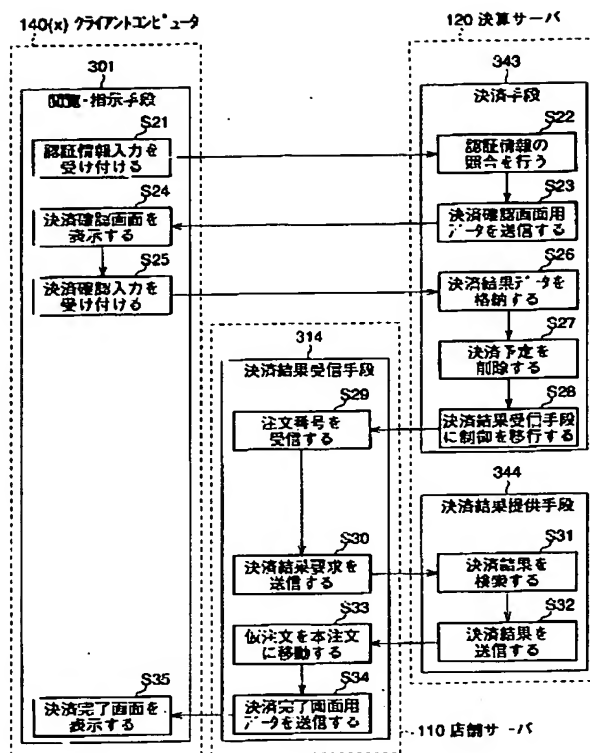 140(x) クライアントコンピュータ
120 決算サーバ
301
閲覧・指示手段
S21
認証情報入力を
受け付ける
S24
決済確認画面を
表示する
S25
決済確認入力を
受け付ける
S35
決済完了画面を
表示する
314
決済結果受信手段
S29
注文番号を
受信する
S30
決済結果要求を
送信する
S33
仮注文を本注文
に移動する
S34
決済完了画面用
データを送信する
110 店舗サーバ
343
決済手段
S22
認証情報の
照合を行う
S23
決済確認画面用
データを送信する
S26
決済結果データを
格納する
S27
決済予定を
削除する
S28
決済結果受信手段
に制御を移行する
344
決済結果提供手段
S31
決済結果を
検索する
S32
決済結果を
送信する